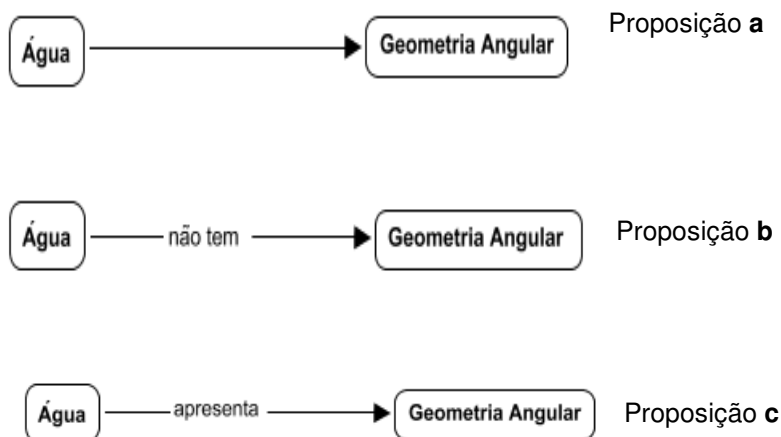 Água Geometria Angular Proposição a
Água não tem Geometria Angular Proposição b
Água apresenta Geometria Angular Proposição c